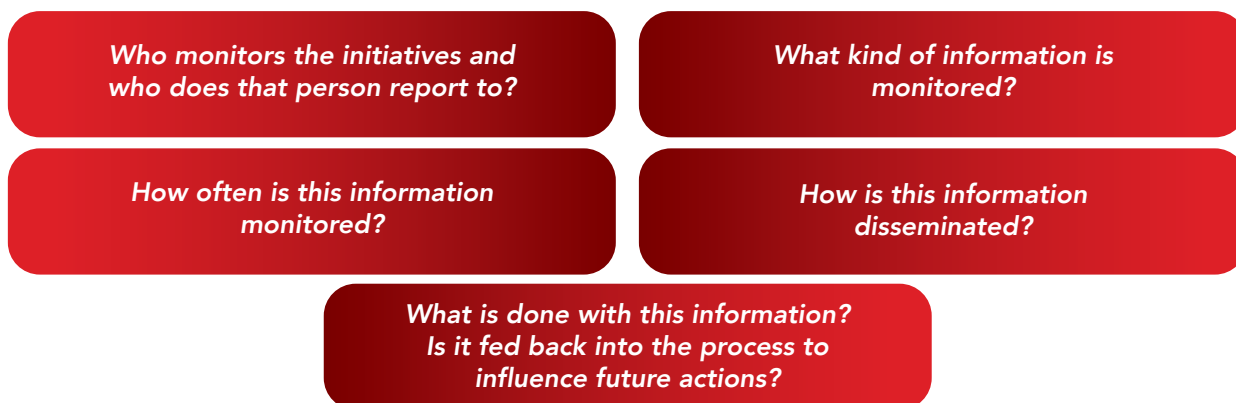 Who monitors the initiatives and
who does that person report to?
What kind of information is
monitored?
How often is this information
monitored?
How is this information
disseminated?
What is done with this information?
Is it fed back into the process to
influence future actions?